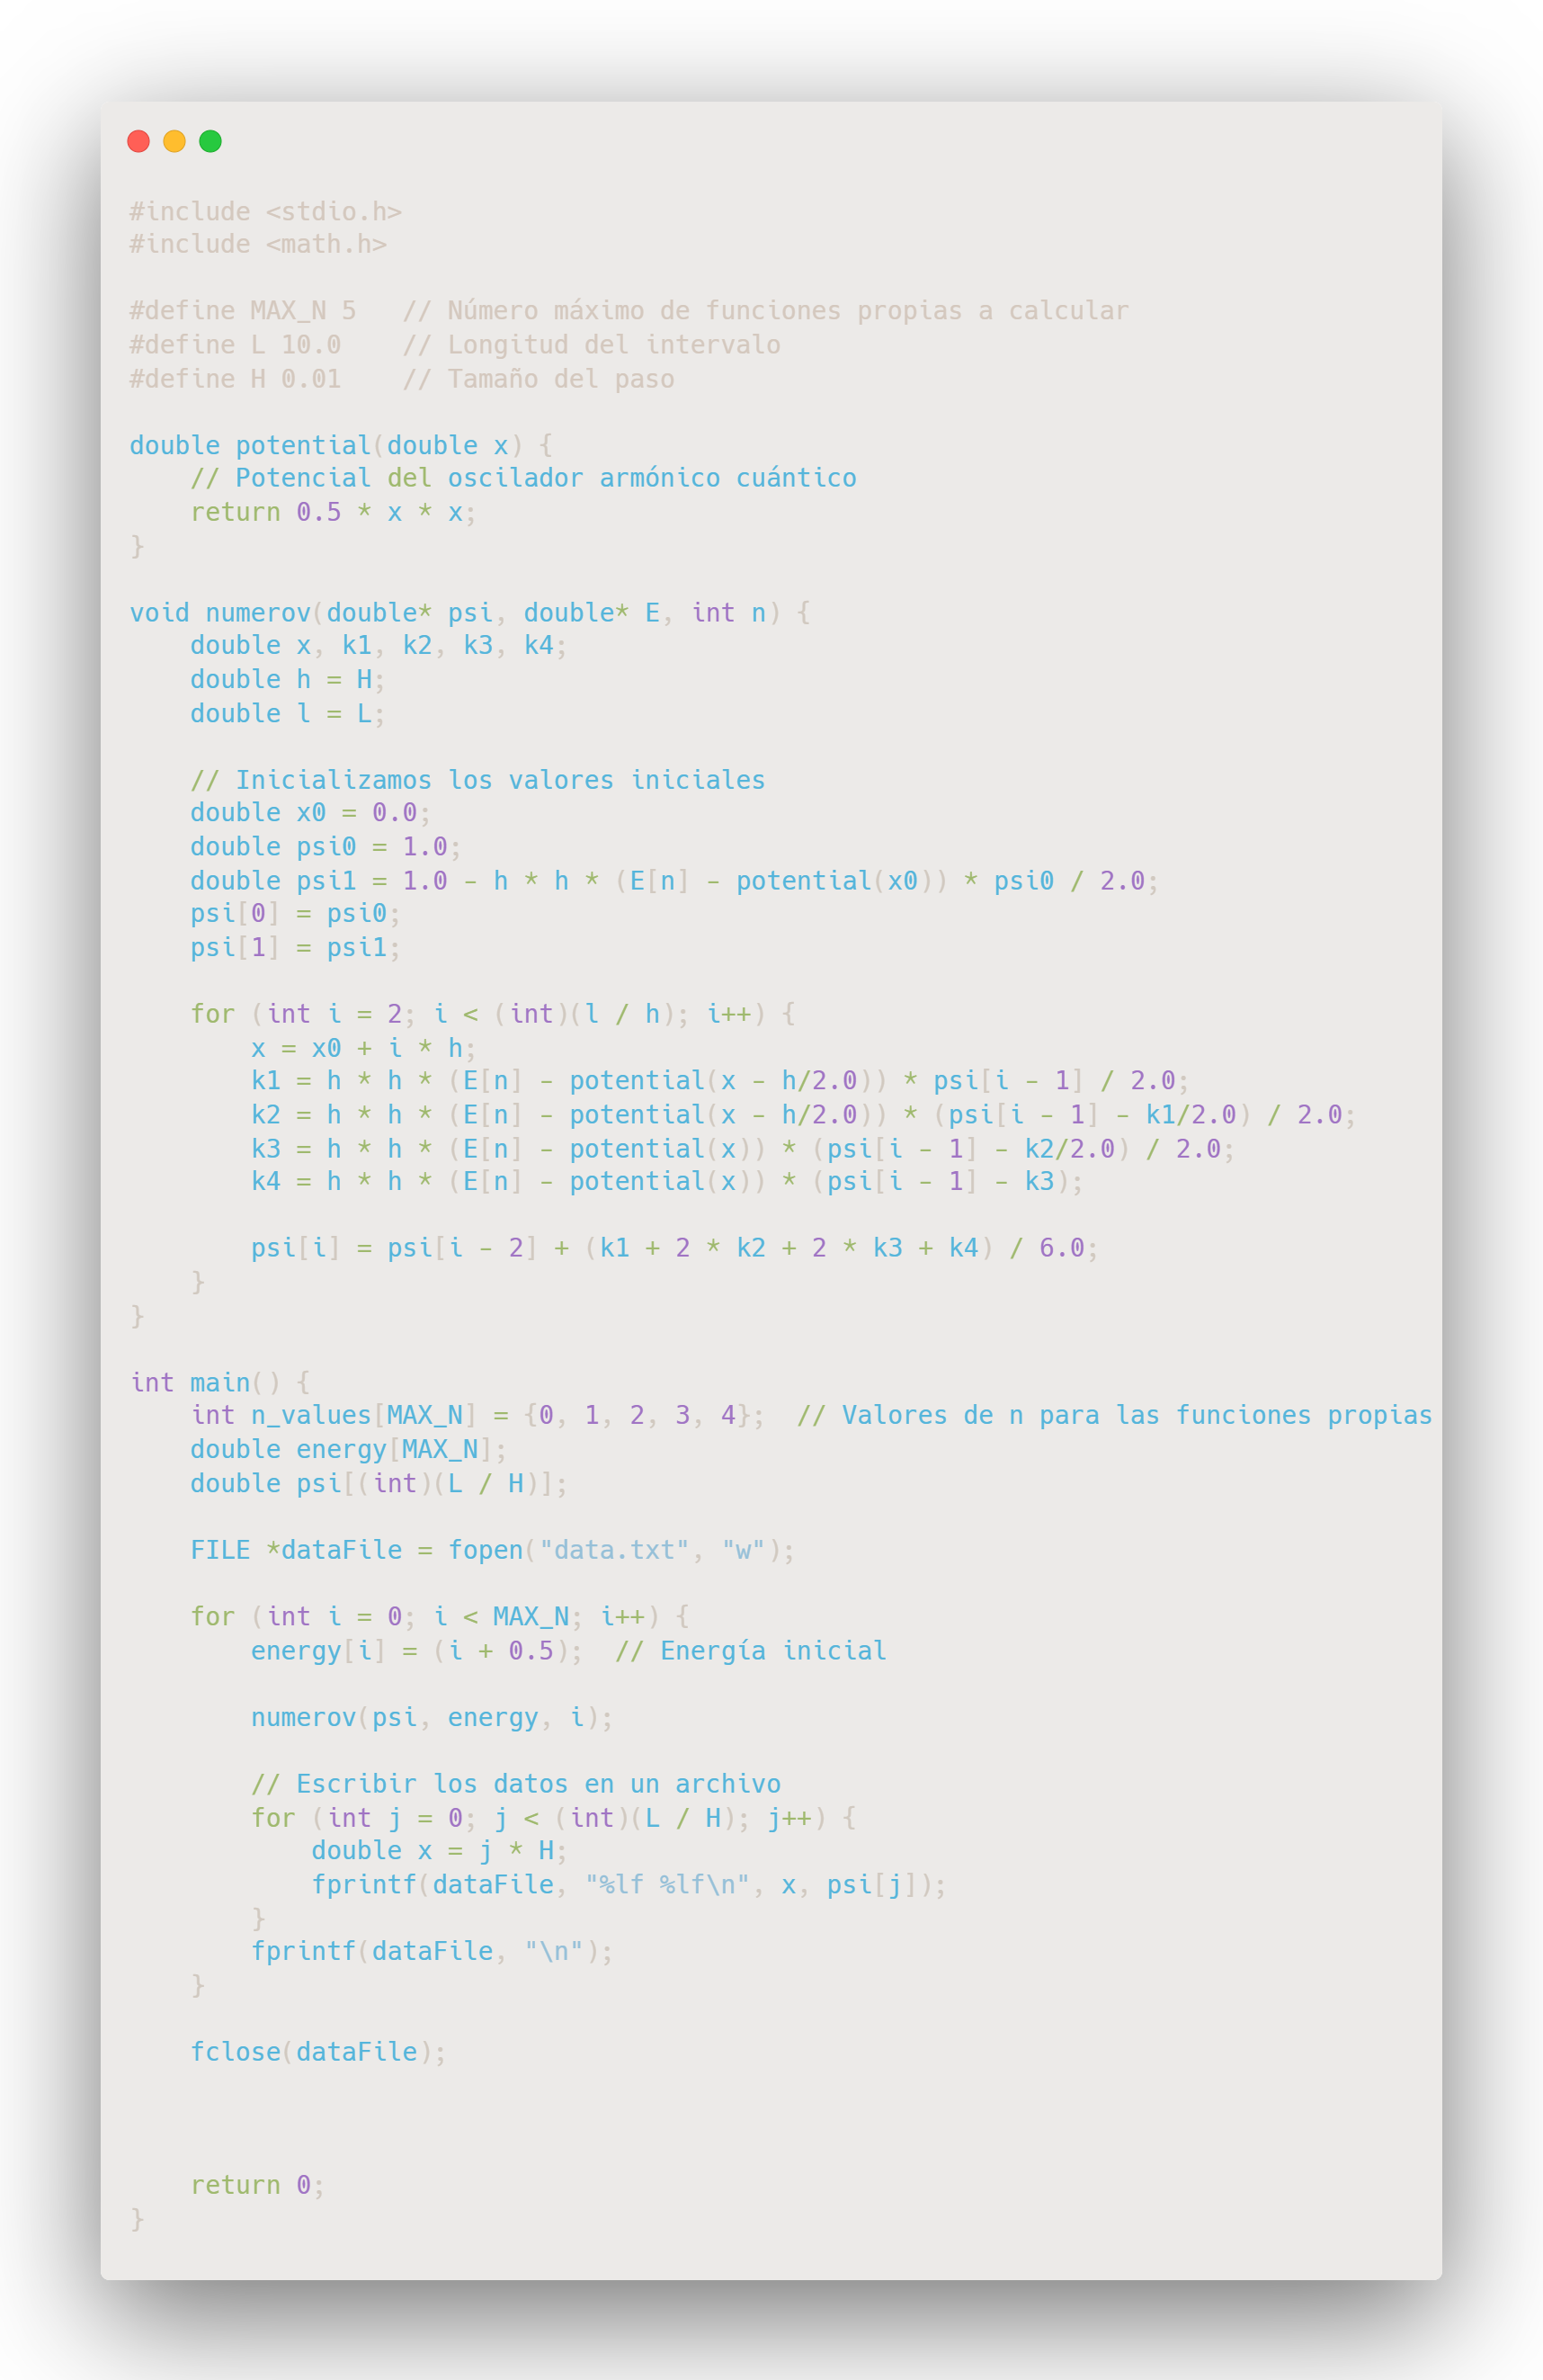 #include <stdio.h>
#include <math.h>

#define MAX_N 5   // Número máximo de funciones propias a calcular
#define L 10.0    // Longitud del intervalo
#define H 0.01    // Tamaño del paso

double potential(double x) {
    // Potencial del oscilador armónico cuántico
    return 0.5 * x * x;
}

void numerov(double* psi, double* E, int n) {
    double x, k1, k2, k3, k4;
    double h = H;
    double l = L;

    // Inicializamos los valores iniciales
    double x0 = 0.0;
    double psi0 = 1.0;
    double psi1 = 1.0 - h * h * (E[n] - potential(x0)) * psi0 / 2.0;
    psi[0] = psi0;
    psi[1] = psi1;

    for (int i = 2; i < (int)(l / h); i++) {
        x = x0 + i * h;
        k1 = h * h * (E[n] - potential(x - h/2.0)) * psi[i - 1] / 2.0;
        k2 = h * h * (E[n] - potential(x - h/2.0)) * (psi[i - 1] - k1/2.0) / 2.0;
        k3 = h * h * (E[n] - potential(x)) * (psi[i - 1] - k2/2.0) / 2.0;
        k4 = h * h * (E[n] - potential(x)) * (psi[i - 1] - k3);

        psi[i] = psi[i - 2] + (k1 + 2 * k2 + 2 * k3 + k4) / 6.0;
    }
}

int main() {
    int n_values[MAX_N] = {0, 1, 2, 3, 4};  // Valores de n para las funciones propias
    double energy[MAX_N];
    double psi[(int)(L / H)];

    FILE *dataFile = fopen("data.txt", "w");

    for (int i = 0; i < MAX_N; i++) {
        energy[i] = (i + 0.5);  // Energía inicial

        numerov(psi, energy, i);

        // Escribir los datos en un archivo
        for (int j = 0; j < (int)(L / H); j++) {
            double x = j * H;
            fprintf(dataFile, "%lf %lf\n", x, psi[j]);
        }
        fprintf(dataFile, "\n");
    }

    fclose(dataFile);

    return 0;
}